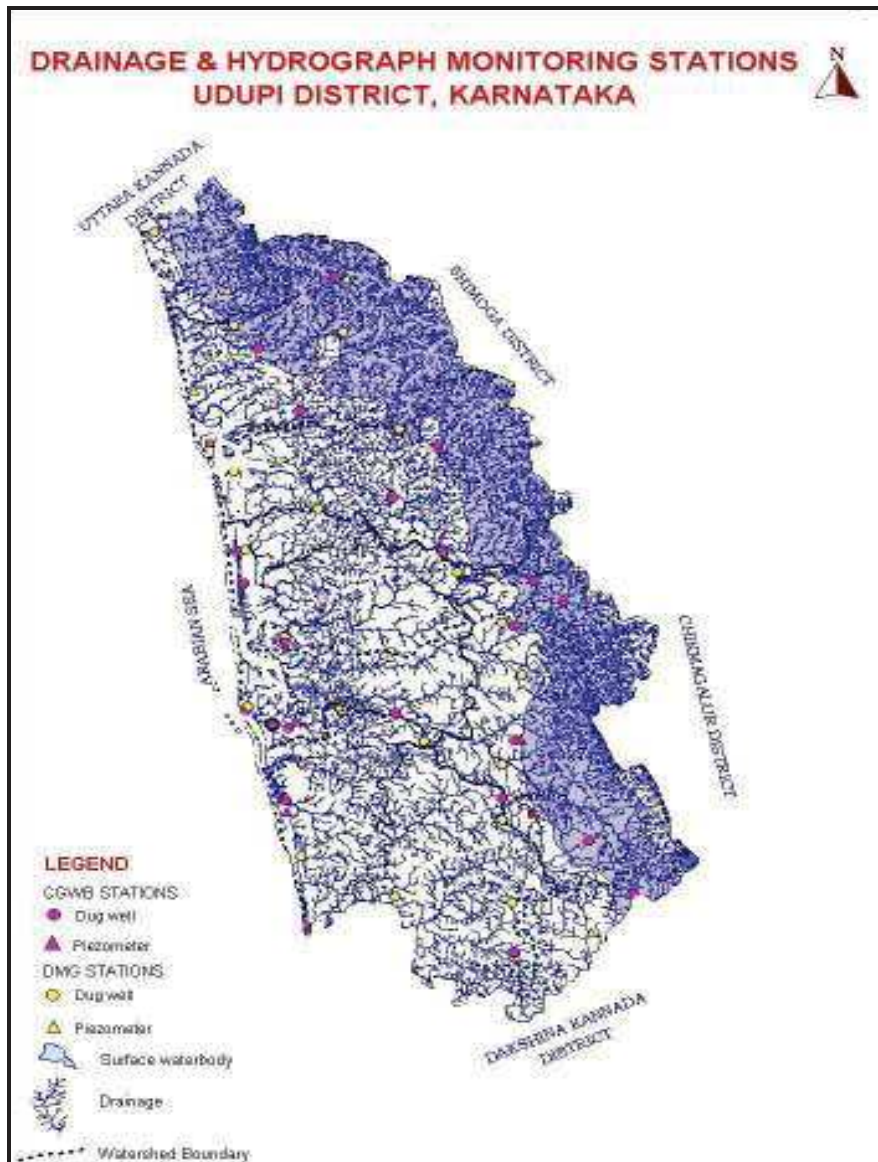 DRAINAGE & HYDROGRAPH MONITORING STATIONS
UDUPI DISTRICT, KARNATAKA
N
UTTARA KANNADA
DISTRICT
SHIMOGA DISTRICT
ARABIAN SEA
CHIKMAGALUR DISTRICT
DAKSHINA KANNADA
DISTRICT
LEGEND
CGWB STATIONS
Dug well
Piezometer
DMG STATIONS
Dug well
Piezometer
Surface waterbody
Drainage
Watershed Boundary